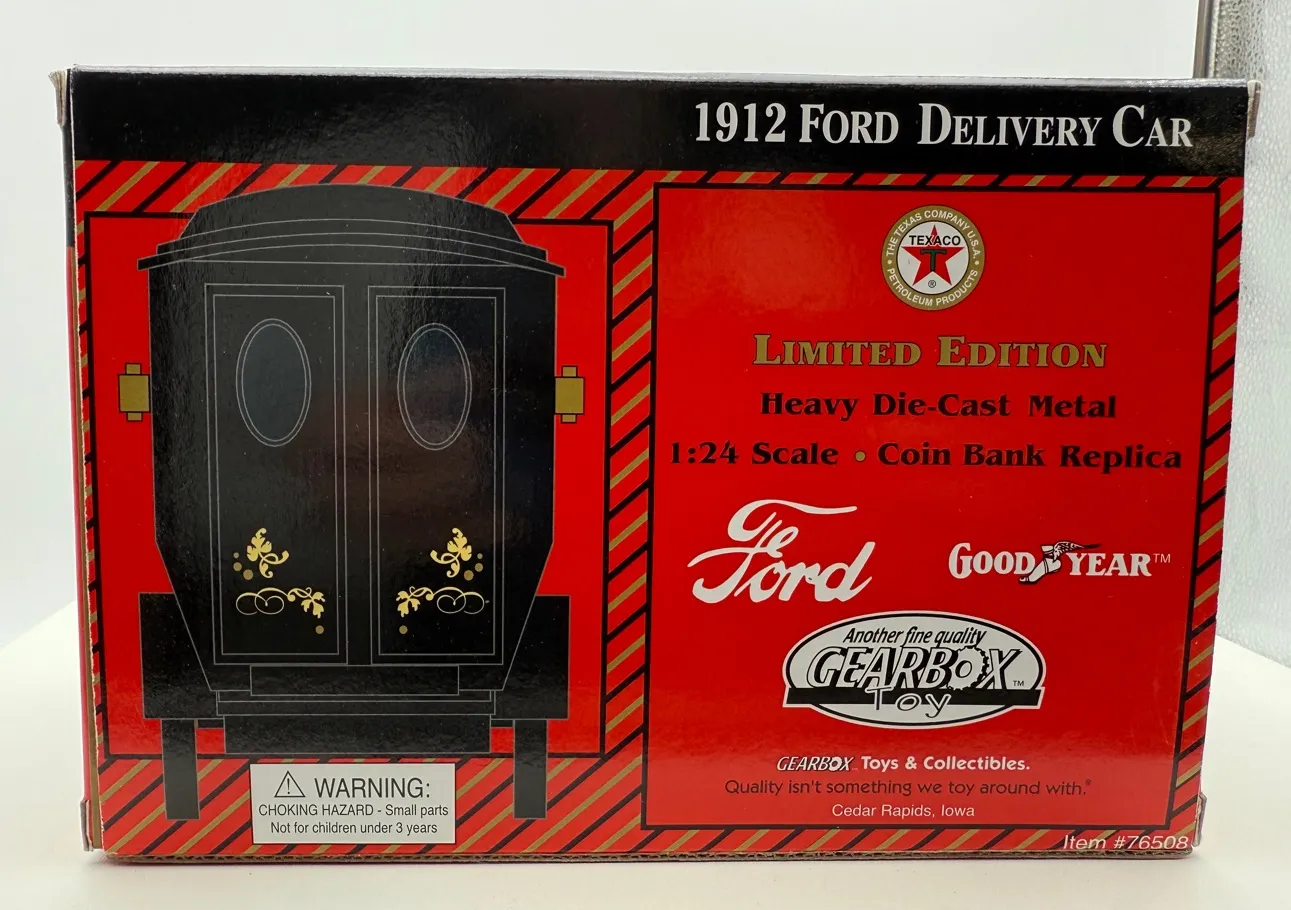 1912 FORD DELIVERY CAR
THE TEXAS COMPANY U.S.A.
TEXACO
T
®
PETROLEUM PRODUCTS
LIMITED EDITION
Heavy Die-Cast Metal
1:24 Scale • Coin Bank Replica
Ford
GOODYEAR™
Another fine quality
GEARBOX™
TOY
GEARBOX Toys & Collectibles.
Quality isn't something we toy around with.®
Cedar Rapids, Iowa
⚠ WARNING:
CHOKING HAZARD - Small parts
Not for children under 3 years
Item #76508